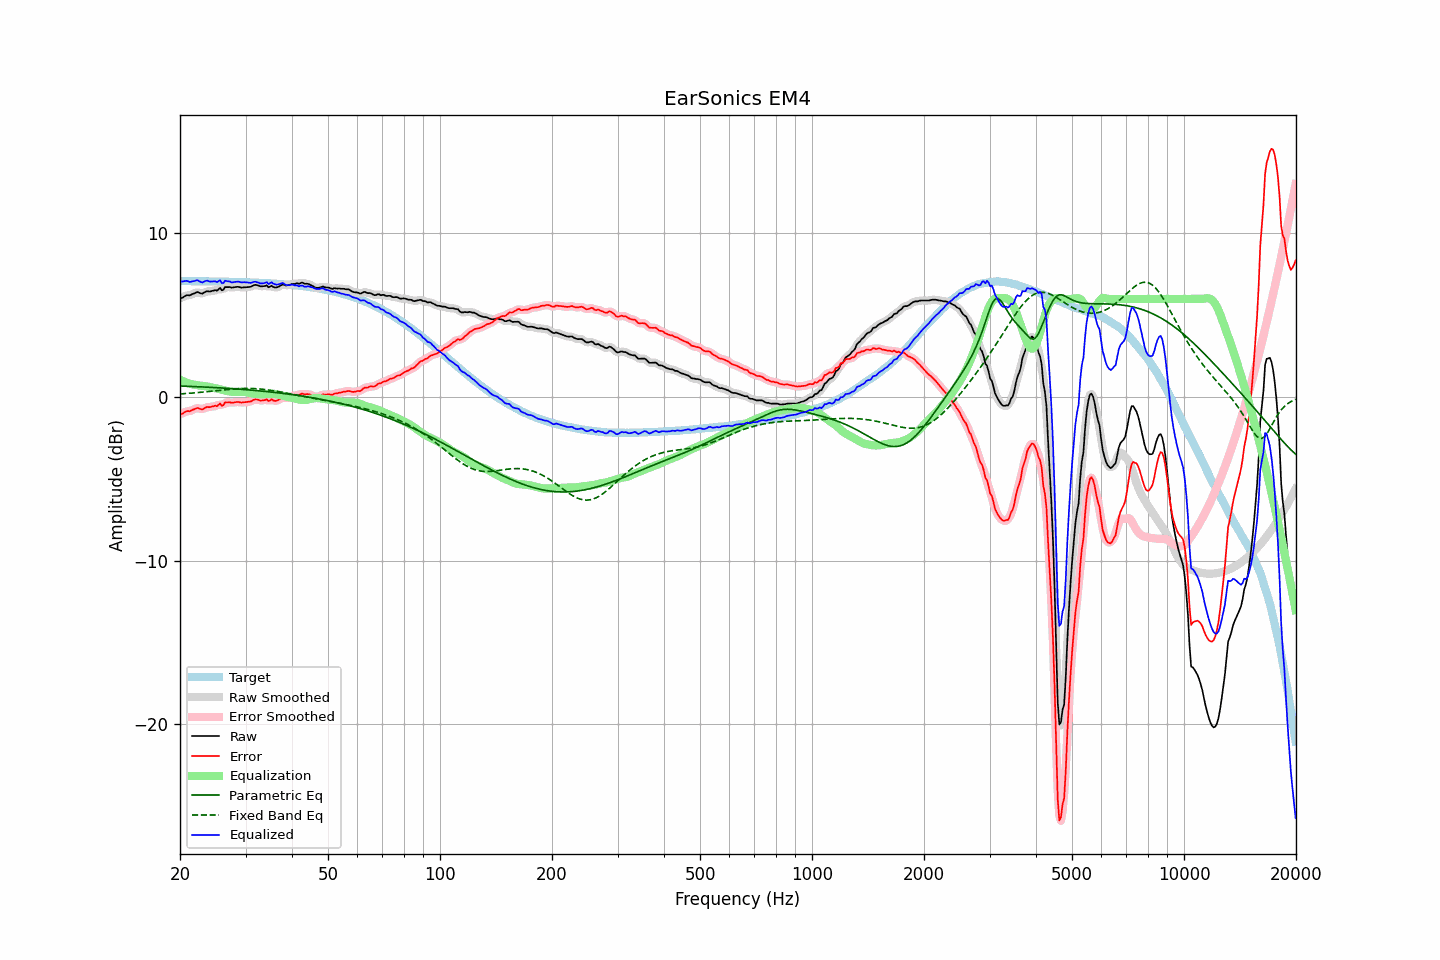 EarSonics EM4
Amplitude (dBr)
10
0
−10
−20
Target
Raw Smoothed
Error Smoothed
Raw
Error
Equalization
Parametric Eq
Fixed Band Eq
Equalized
20 50 100 200 500 1000 2000 5000 10000 20000
Frequency (Hz)